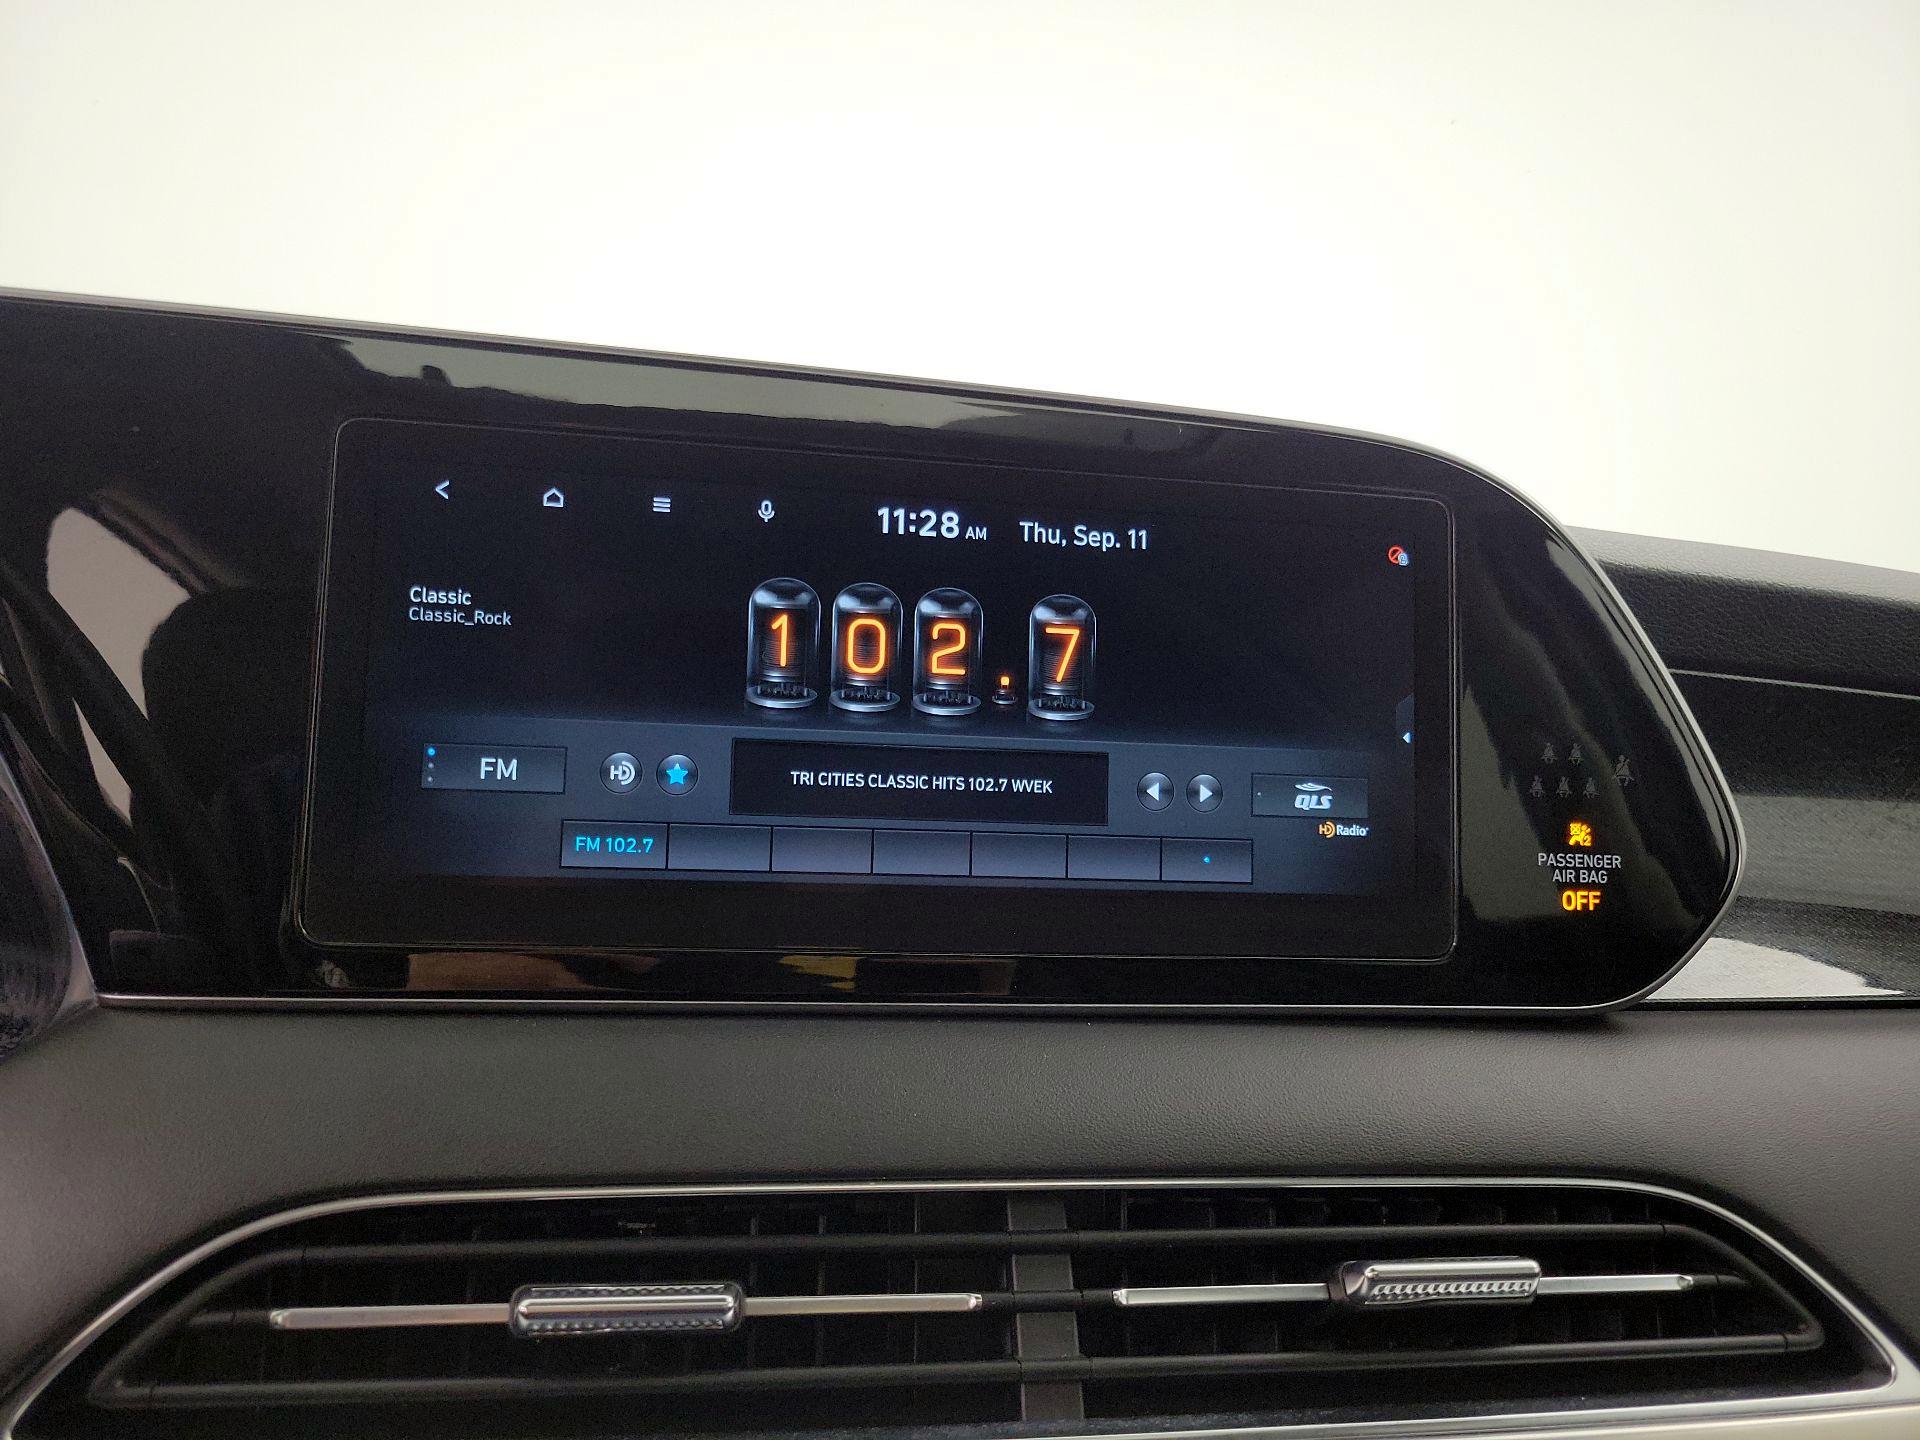 11:28 AM Thu, Sep. 11
Classic
Classic_Rock
102.7
FM
HD
TRI CITIES CLASSIC HITS 102.7 WVEK
QLS
HD Radio
FM 102.7
PASSENGER
AIR BAG
OFF